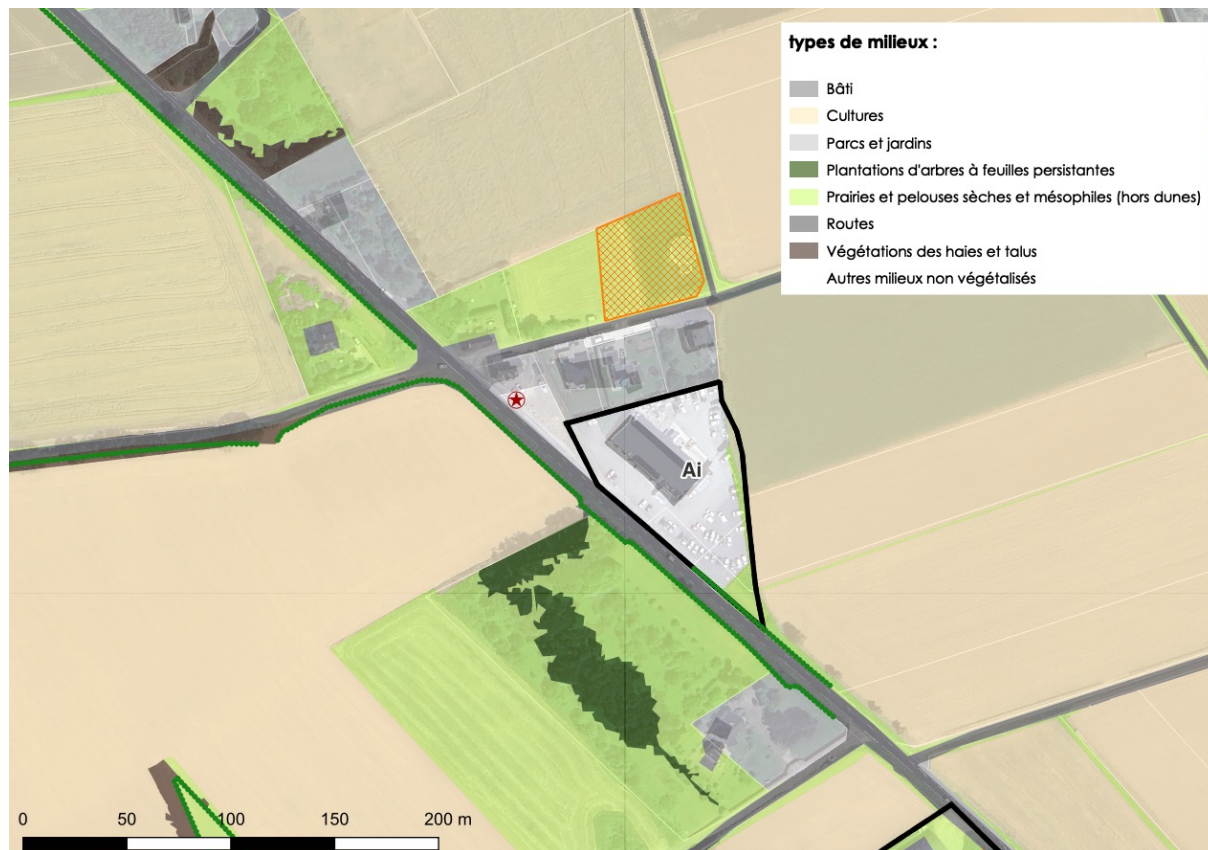 types de milieux :
Bâti
Cultures
Parcs et jardins
Plantations d'arbres à feuilles persistantes
Prairies et pelouses sèches et mésophiles (hors dunes)
Routes
Végétations des haies et talus
Autres milieux non végétalisés
Ai
0 50 100 150 200 m